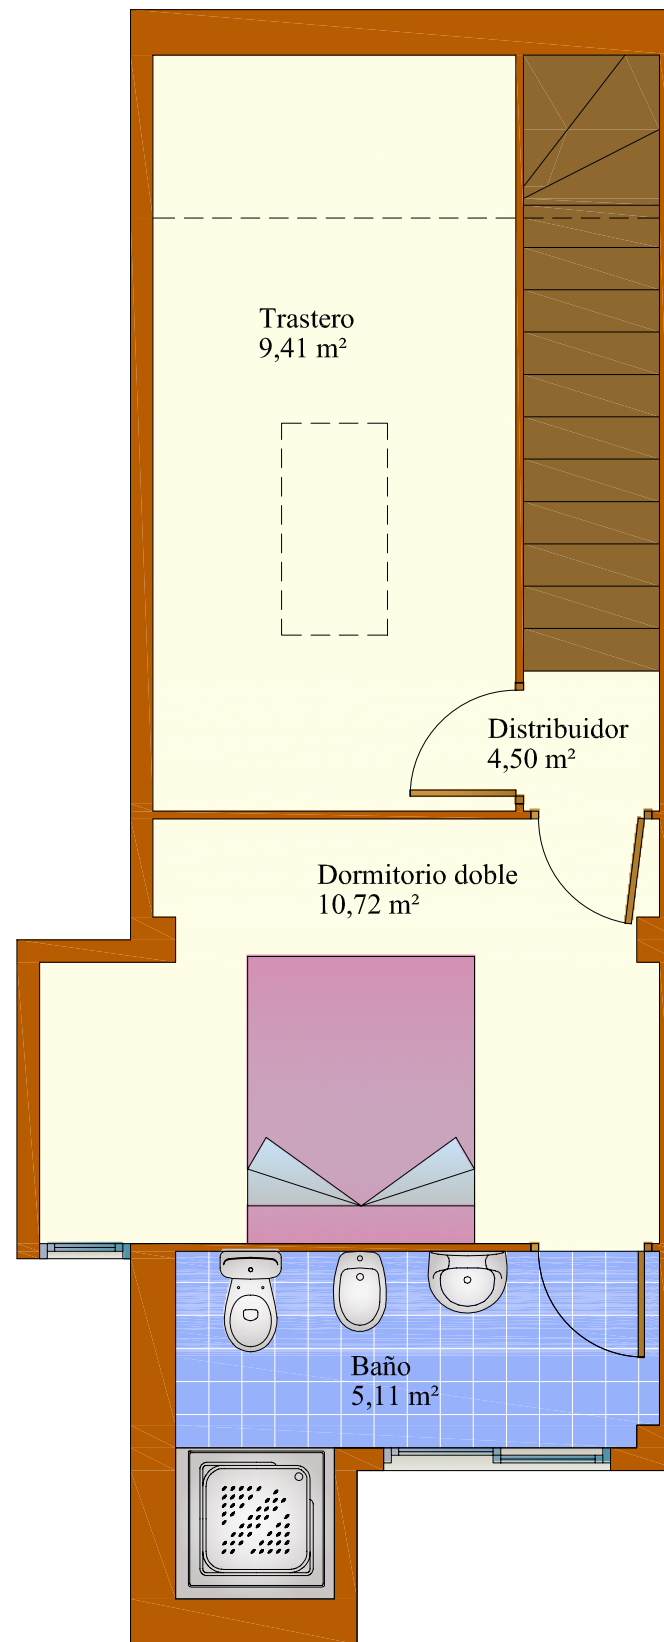 Trastero
9,41 m²
Distribuidor
4,50 m²
Dormitorio doble
10,72 m²
Baño
5,11 m²